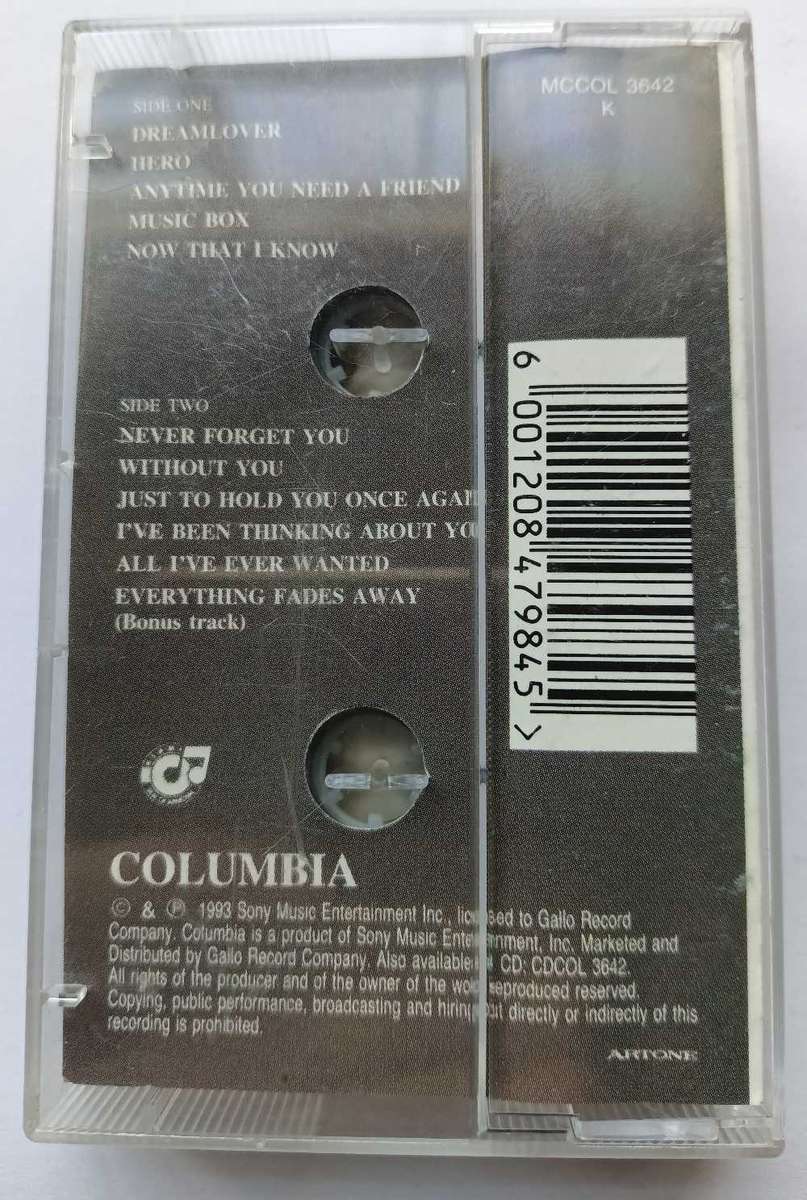 SIDE ONE
DREAMLOVER
HERO
ANYTIME YOU NEED A FRIEND
MUSIC BOX
NOW THAT I KNOW
SIDE TWO
NEVER FORGET YOU
WITHOUT YOU
JUST TO HOLD YOU ONCE AGAI
I'VE BEEN THINKING ABOUT YO
ALL I'VE EVER WANTED
EVERYTHING FADES AWAY
(Bonus track)
COLUMBIA
© & ℗ 1993 Sony Music Entertainment Inc., licensed to Gallo Record
Company. Columbia is a product of Sony Music Entertainment, Inc. Marketed and
Distributed by Gallo Record Company. Also available CD: CDCOL 3642.
All rights of the producer and of the owner of the work reproduced reserved.
Copying, public performance, broadcasting and hiring out directly or indirectly of this
recording is prohibited.
ARTONE
MCCOL 3642
K
6 001208 479845 >